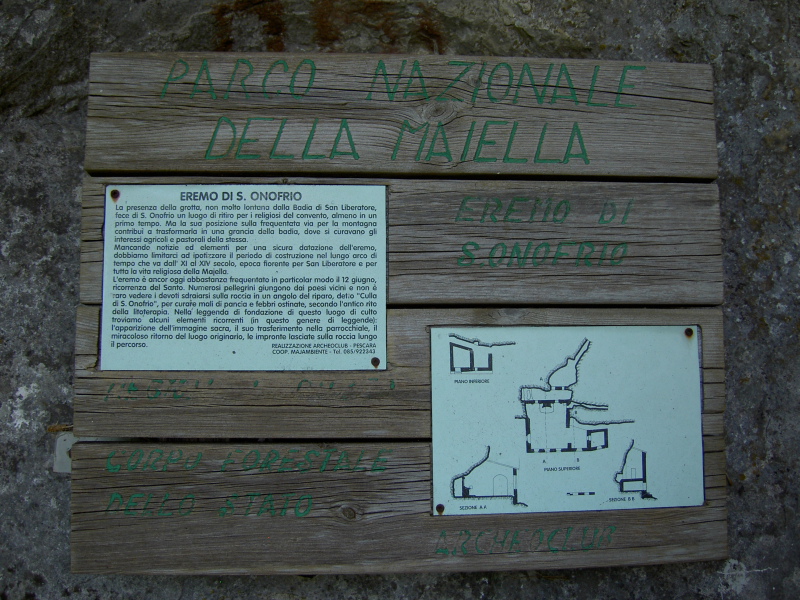 PARCO NAZIONALE
DELLA MAIELLA
EREMO DI S. ONOFRIO
La presenza della grotta, non molto lontana dalla Badia di San Liberatore,
fece di S. Onofrio un luogo di ritiro per i religiosi del convento, almeno in un
primo tempo. Ma la sua posizione sulla frequentata via per la montagna
contribuì a trasformarla in una grancia della badia, dove si curavano gli
interessi agricoli e pastorali della stessa.
Mancando notizie ed elementi per una sicura datazione dell'eremo,
dobbiamo limitarci ad ipotizzare il periodo di costruzione nel lungo arco di
tempo che va dall' XI al XIV secolo, epoca fiorente per San Liberatore e per
tutta la vita religiosa della Majella.
L'eremo è ancor oggi abbastanza frequentato in particolar modo il 12 giugno,
ricorrenza del Santo. Numerosi pellegrini giungono dai paesi vicini e non è
raro vedere i devoti sdraiarsi sulla roccia in un angolo del riparo, detto "Culla
di S. Onofrio", per curare mali di pancia e febbri ostinate, secondo l'antico rito
della litoterapia. Nella leggenda di fondazione di questo luogo di culto
troviamo alcuni elementi ricorrenti (in questo genere di leggende):
l'apparizione dell'immagine sacra, il suo trasferimento nella parrocchiale, il
miracoloso ritorno nel luogo originario, le impronte lasciate sulla roccia lungo
il percorso.
REALIZZAZIONE ARCHEOCLUB - PESCARA
COOP. MAJAMBIENTE - Tel. 085/922343
EREMO DI
S. ONOFRIO
PIANO INFERIORE
A B
PIANO SUPERIORE
SEZIONE A A
SEZIONE B B
CORPO FORESTALE
DELLO STATO
ARCHEOCLUB